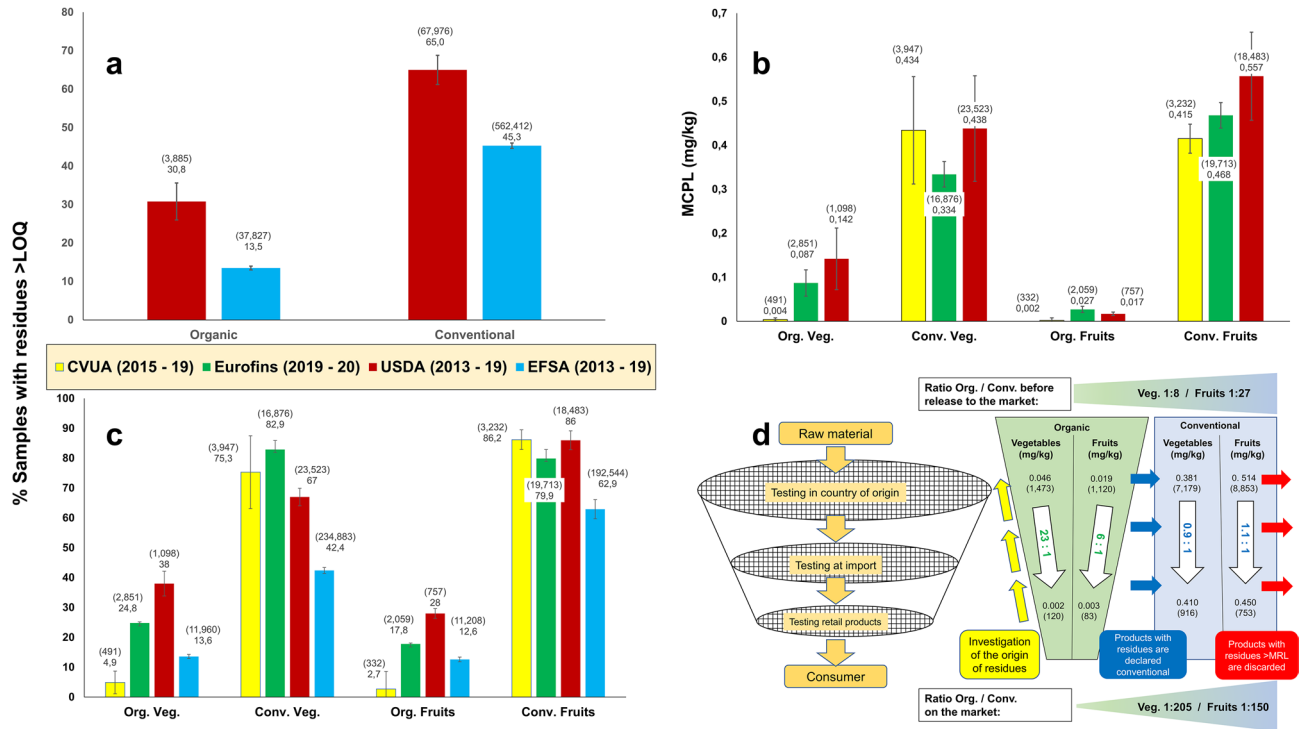 % Samples with residues >LOQ
a
80
70
60
50
40
30
20
10
0
(3,885)
30,8
(37,827)
13,5
(67,976)
65,0
(562,412)
45,3
Organic
Conventional
b
MCPL (mg/kg)
0,7
0,6
0,5
0,4
0,3
0,2
0,1
0
(491)
0,004
(2,851)
0,087
(1,098)
0,142
(3,947)
0,434
(16,876)
0,334
(23,523)
0,438
(332)
0,002
(2,059)
0,027
(757)
0,017
(3,232)
0,415
(19,713)
0,468
(18,483)
0,557
Org. Veg.
Conv. Veg.
Org. Fruits
Conv. Fruits
CVUA (2015 - 19)
Eurofins (2019 - 20)
USDA (2013 - 19)
EFSA (2013 - 19)
c
100
90
80
70
60
50
40
30
20
10
0
(491)
4,9
(2,851)
24,8
(1,098)
38
(11,960)
13,6
(3,947)
75,3
(16,876)
82,9
(23,523)
67
(234,883)
42,4
(332)
2,7
(2,059)
17,8
(757)
28
(11,208)
12,6
(3,232)
86,2
(19,713)
79,9
(18,483)
86
(192,544)
62,9
Org. Veg.
Conv. Veg.
Org. Fruits
Conv. Fruits
d
Raw material
Testing in country of origin
Testing at import
Testing retail products
Consumer
Ratio Org. / Conv. before
release to the market:
Veg. 1:8 / Fruits 1:27
Organic
Vegetables
(mg/kg)
Fruits
(mg/kg)
0.046
(1,473)
0.019
(1,120)
23 : 1
6 : 1
0.002
(120)
0.003
(83)
Conventional
Vegetables
(mg/kg)
Fruits
(mg/kg)
0.381
(7,179)
0. 514
(8,853)
0.9 : 1
1.1 : 1
0.410
(916)
0.450
(753)
Investigation
of the origin
of residues
Products with
residues are
declared
conventional
Products with
residues >MRL
are discarded
Ratio Org. / Conv.
on the market:
Veg. 1:205 / Fruits 1:150